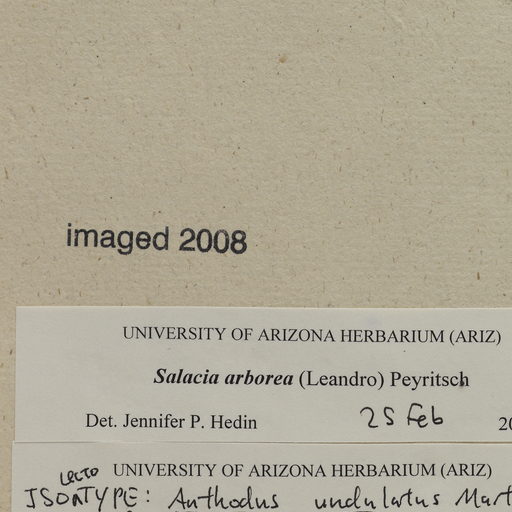 imaged 2008
UNIVERSITY OF ARIZONA HERBARIUM (ARIZ)
Salacia arborea (Leandro) Peyritsch
Det. Jennifer P. Hedin 25 Feb 20
lecto UNIVERSITY OF ARIZONA HERBARIUM (ARIZ)
ISOTYPE: Anthodus undulatus Mart